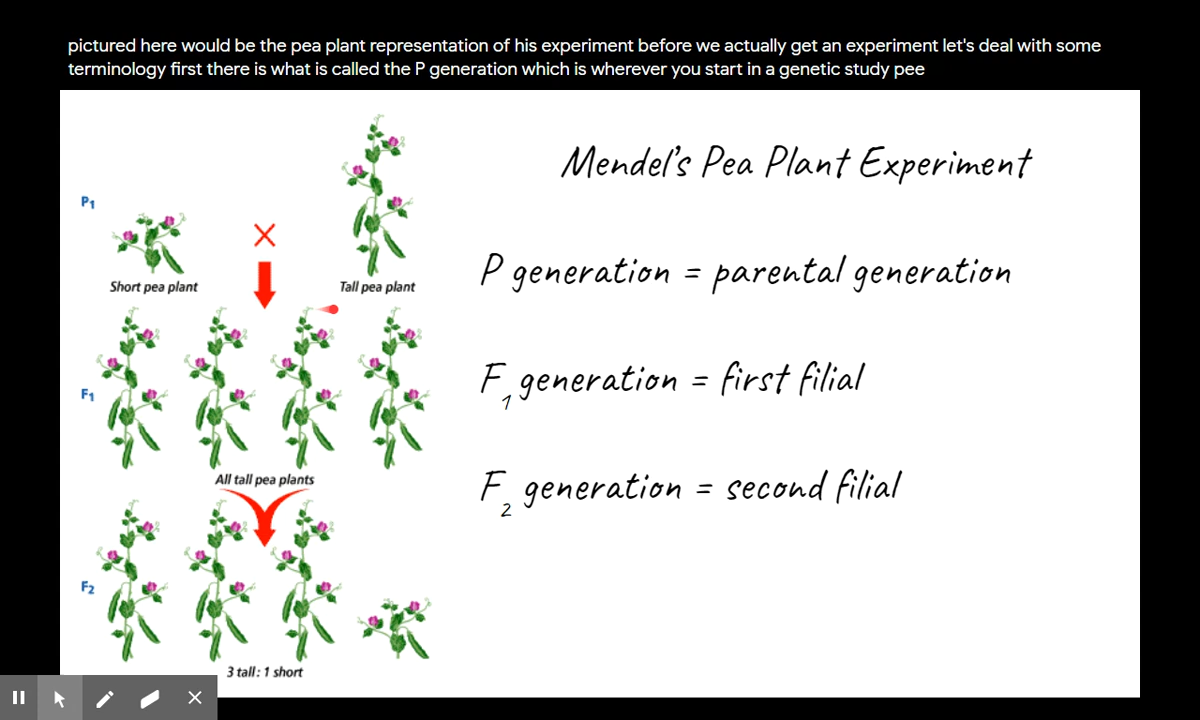 pictured here would be the pea plant representation of his experiment before we actually get an experiment let's deal with some
terminology first there is what is called the P generation which is wherever you start in a genetic study pee
Mendel's Pea Plant Experiment
P1
Short pea plant
Tall pea plant
P generation = parental generation
F1
All tall pea plants
F1 generation = first filial
F2 generation = second filial
F2
3 tall: 1 short